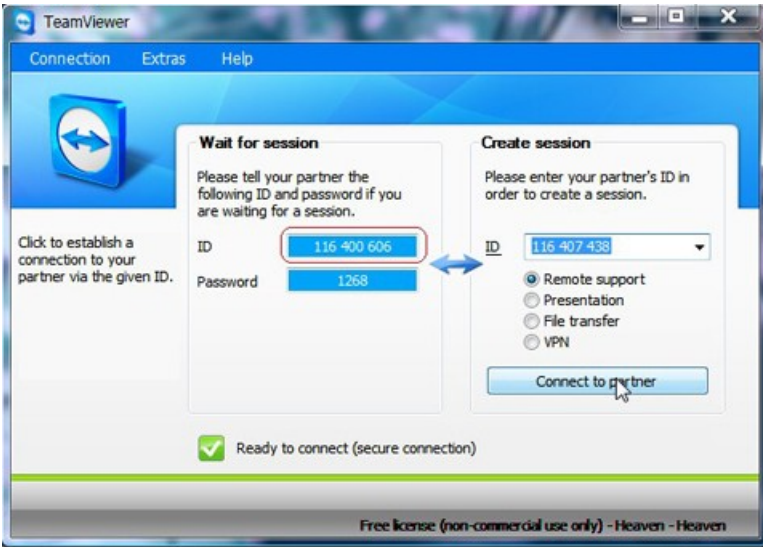 TeamViewer
Connection Extras Help
Wait for session
Please tell your partner the
following ID and password if you
are waiting for a session.
ID 116 400 606
Password 1268
Create session
Please enter your partner's ID in
order to create a session.
ID 116 407 438
Remote support
Presentation
File transfer
VPN
Connect to partner
Click to establish a
connection to your
partner via the given ID.
Ready to connect (secure connection)
Free license (non-commercial use only) - Heaven - Heaven